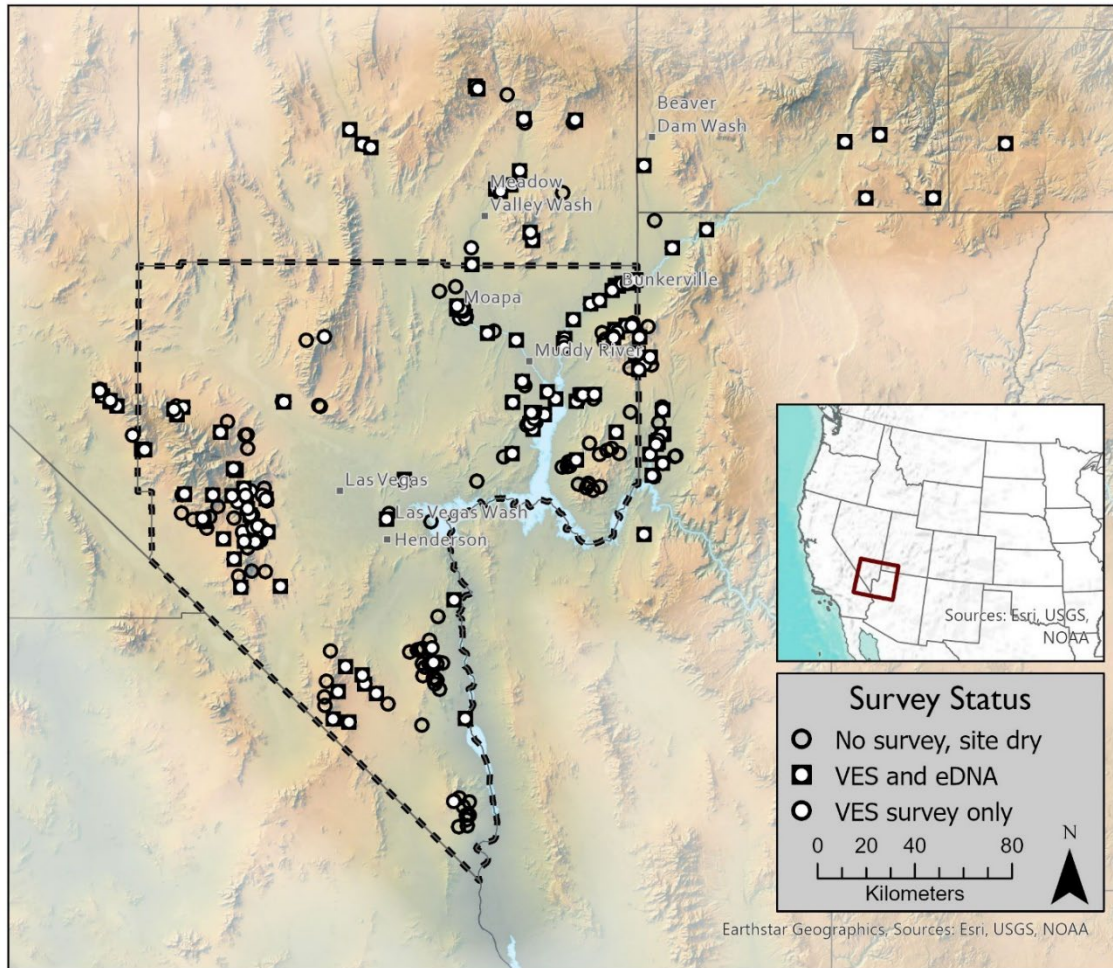 Beaver
Dam Wash
Meadow
Valley Wash
Bunkerville
Moapa
Muddy River
Las Vegas
Las Vegas Wash
Henderson
Sources: Esri, USGS,
NOAA
Survey Status
No survey, site dry
VES and eDNA
VES survey only
0 20 40 80
Kilometers
N
Earthstar Geographics, Sources: Esri, USGS, NOAA